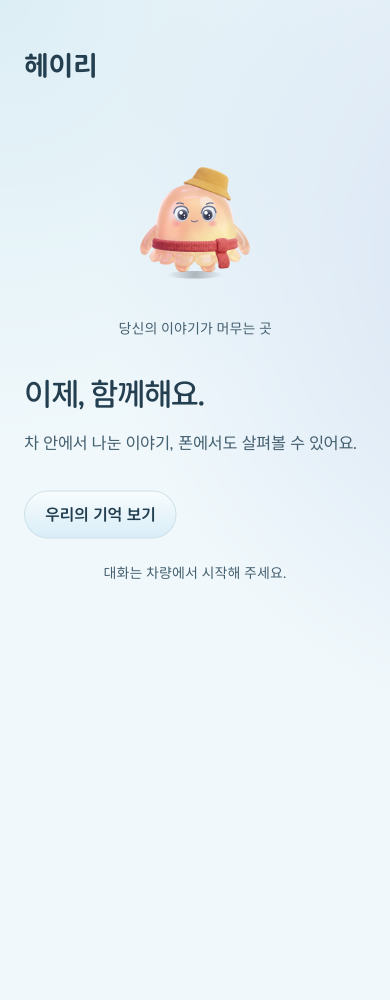 헤이리
당신의 이야기가 머무는 곳
이제, 함께해요.
차 안에서 나눈 이야기, 폰에서도 살펴볼 수 있어요.
우리의 기억 보기
대화는 차량에서 시작해 주세요.